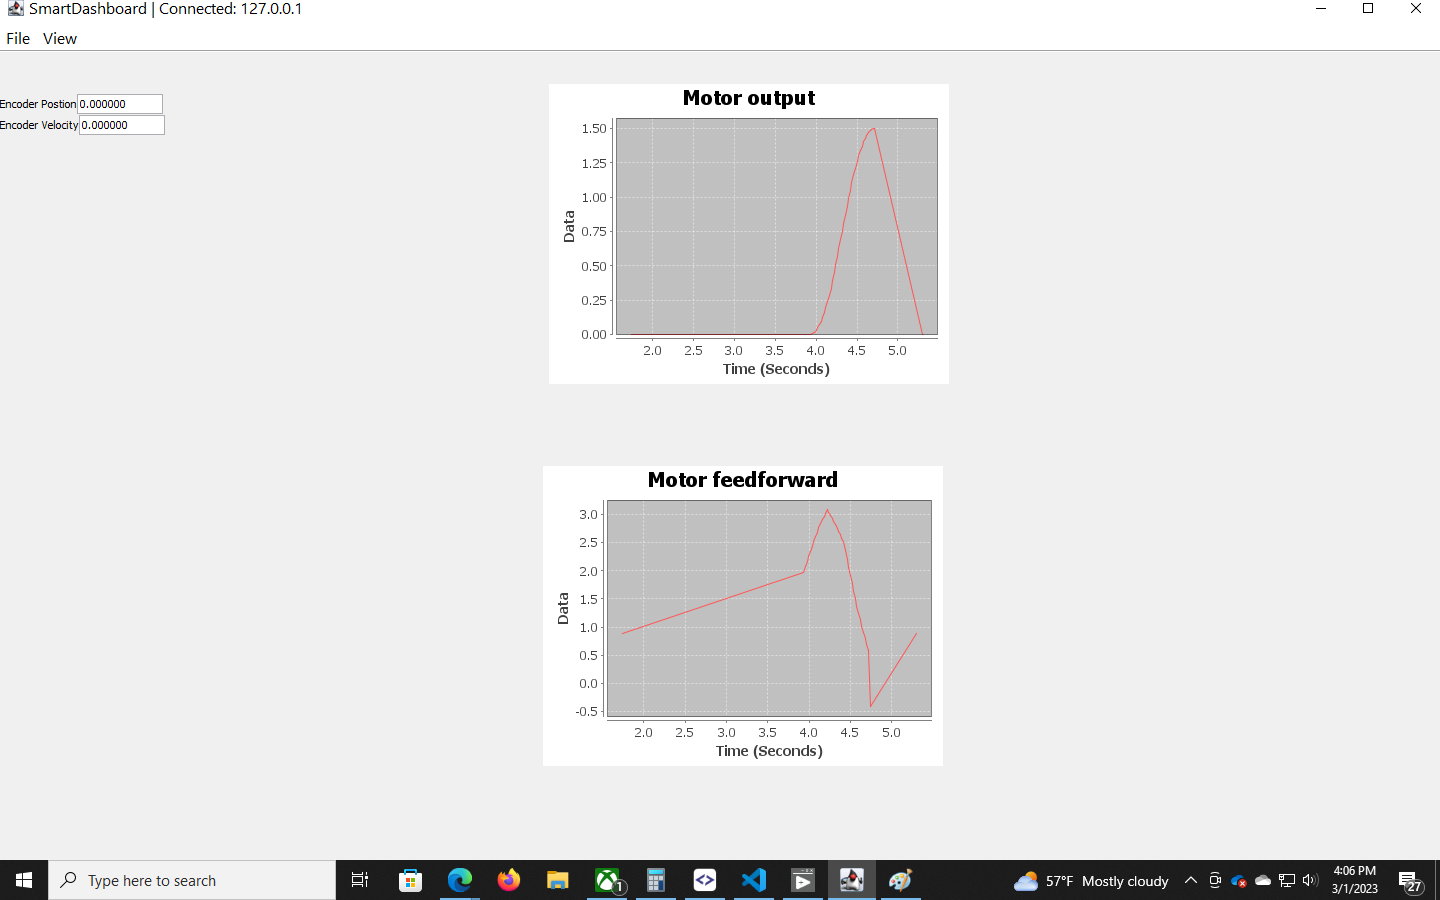 SmartDashboard | Connected: 127.0.0.1
File View
Encoder Postion 0.000000
Encoder Velocity 0.000000
Motor output
1.50
1.25
1.00
0.75
0.50
0.25
0.00
Data
2.0 2.5 3.0 3.5 4.0 4.5 5.0
Time (Seconds)
Motor feedforward
3.0
2.5
2.0
1.5
1.0
0.5
0.0
-0.5
Data
2.0 2.5 3.0 3.5 4.0 4.5 5.0
Time (Seconds)
Type here to search
1
57°F Mostly cloudy
4:06 PM
3/1/2023
27